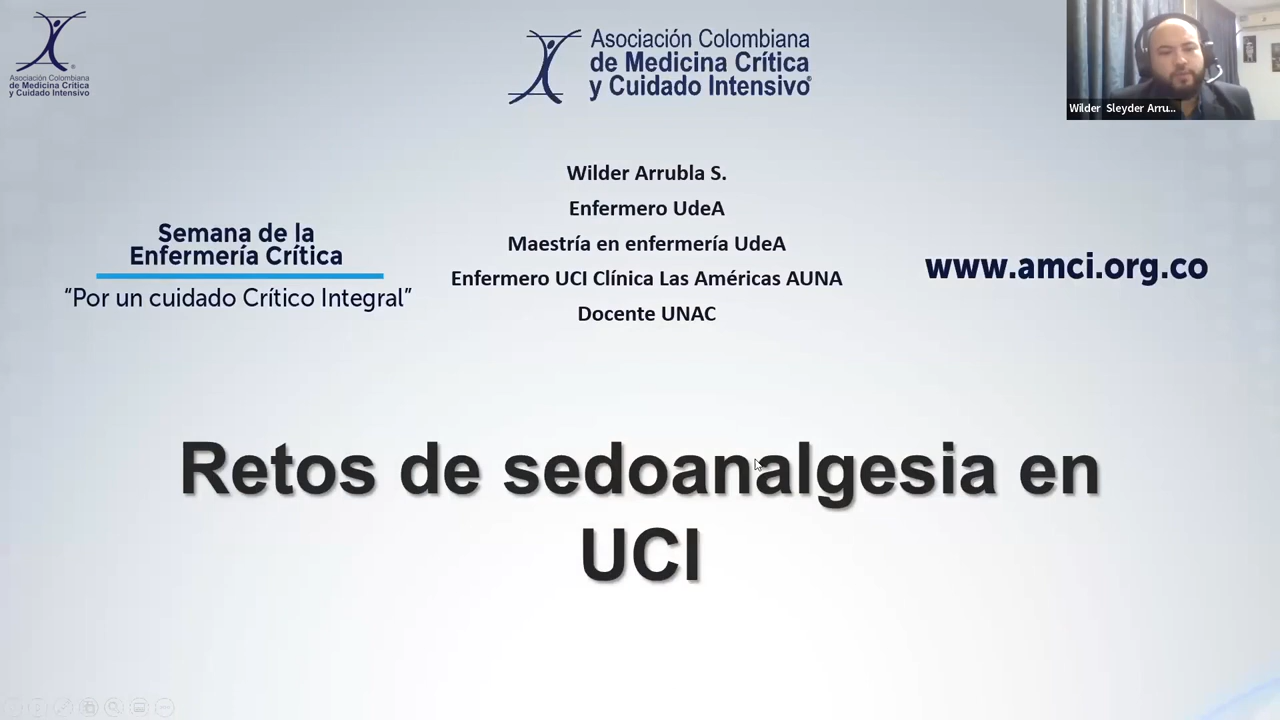 Asociación Colombiana
de Medicina Crítica
y Cuidado Intensivo
Asociación Colombiana
de Medicina Crítica
y Cuidado Intensivo
Wilder Sleyder Arru...
Wilder Arrubla S.
Enfermero UdeA
Maestría en enfermería UdeA
Enfermero UCI Clínica Las Américas AUNA
Docente UNAC
Semana de la
Enfermería Crítica
“Por un cuidado Crítico Integral”
www.amci.org.co
Retos de sedoanalgesia en
UCI